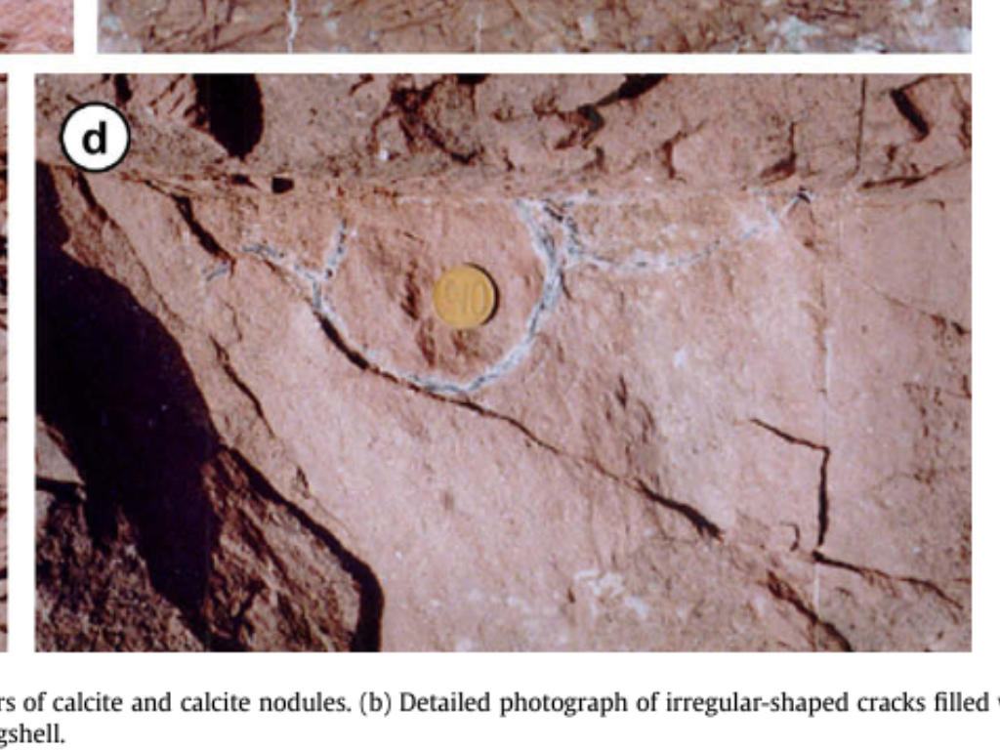 d
10
rs of calcite and calcite nodules. (b) Detailed photograph of irregular-shaped cracks filled
gshell.